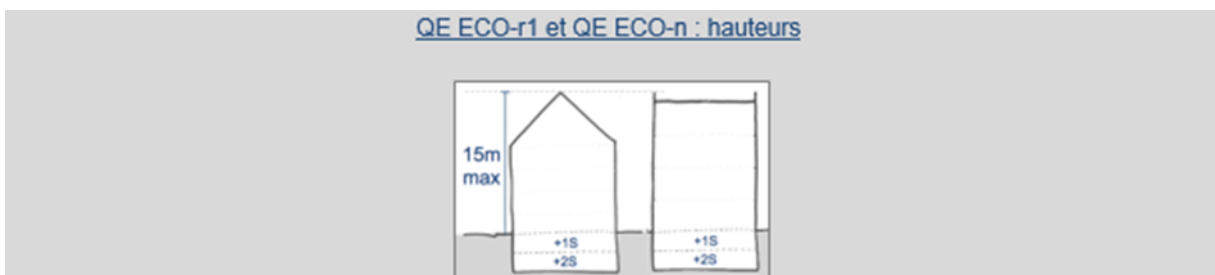 QE ECO-r1 et QE ECO-n : hauteurs
15m
max
+1S
+2S
+1S
+2S